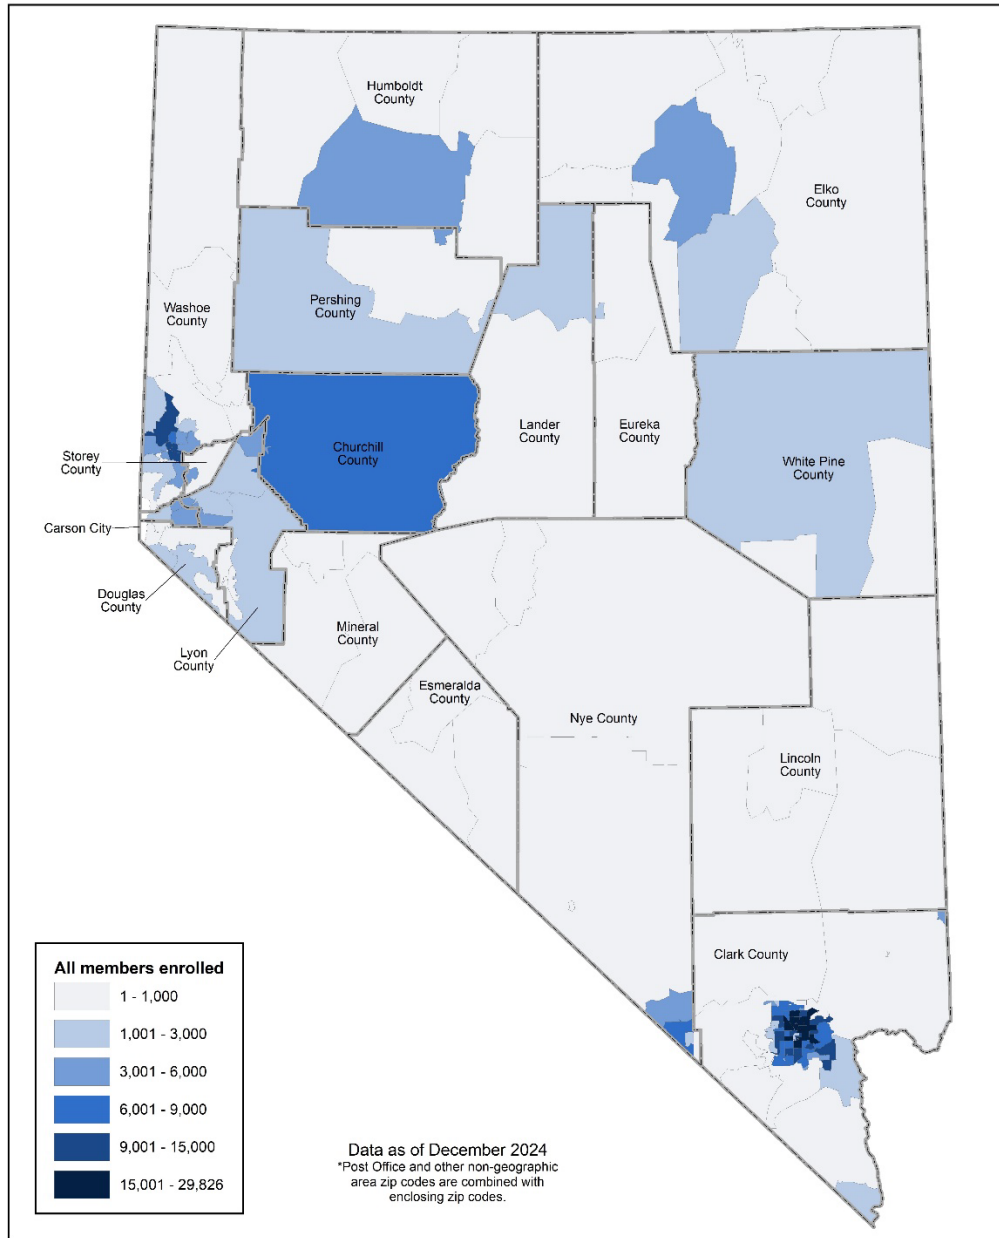 Humboldt
County
Elko
County
Washoe
County
Pershing
County
Churchill
County
Lander
County
Eureka
County
White Pine
County
Storey
County
Carson City
Douglas
County
Lyon
County
Mineral
County
Esmeralda
County
Nye County
Lincoln
County
Clark County
All members enrolled
1 - 1,000
1,001 - 3,000
3,001 - 6,000
6,001 - 9,000
9,001 - 15,000
15,001 - 29,826
Data as of December 2024
*Post Office and other non-geographic
area zip codes are combined with
enclosing zip codes.